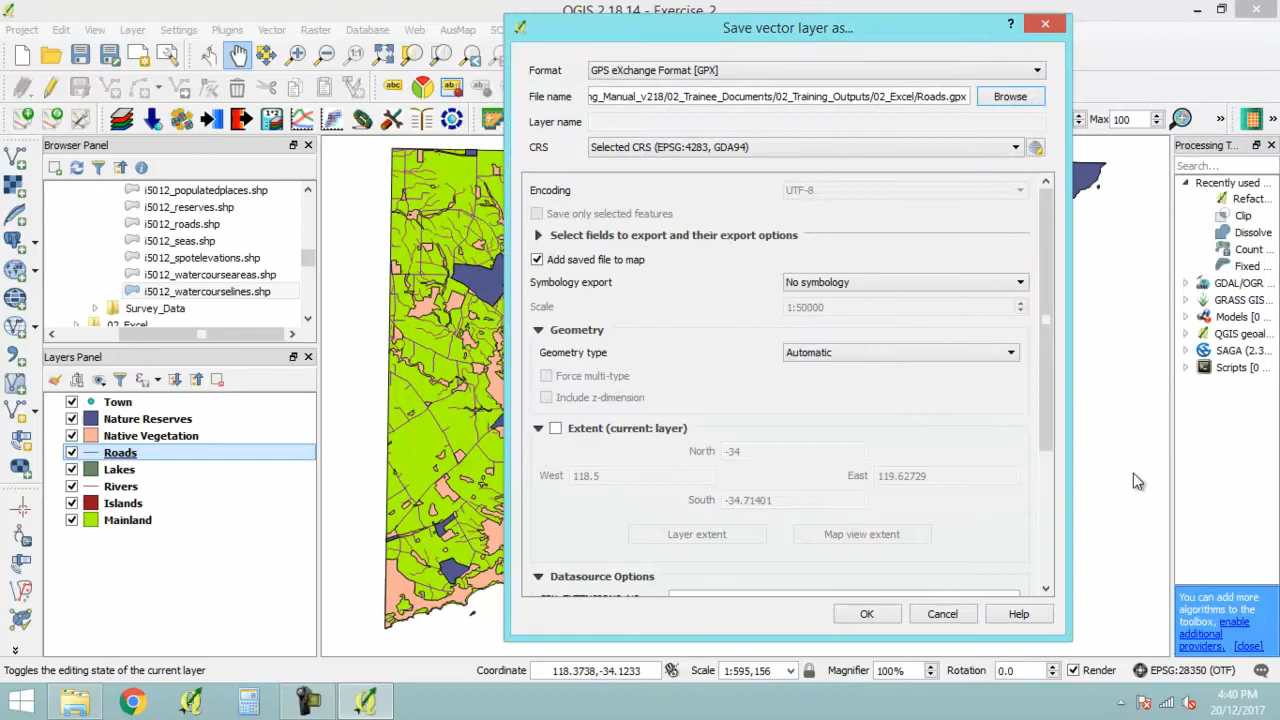 QGIS 2.18.14 - Exercise_2
Project Edit View Layer Settings Plugins Vector Raster Database Web AusMap
Save vector layer as...
?
Format GPS eXchange Format [GPX]
File name ng_Manual_v218/02_Trainee_Documents/02_Training_Outputs/02_Excel/Roads.gpx Browse
Layer name
CRS Selected CRS (EPSG:4283, GDA94)
Encoding UTF-8
Save only selected features
Select fields to export and their export options
Add saved file to map
Symbology export No symbology
Scale 1:50000
Geometry
Geometry type Automatic
Force multi-type
Include z-dimension
Extent (current: layer)
North -34
West 118.5 East 119.62729
South -34.71401
Layer extent Map view extent
Datasource Options
OK Cancel Help
abc
Max 100
Browser Panel
i5012_populatedplaces.shp
i5012_reserves.shp
i5012_roads.shp
i5012_seas.shp
i5012_spotelevations.shp
i5012_watercourseareas.shp
i5012_watercourselines.shp
Survey_Data
02_Excel
Layers Panel
Town
Nature Reserves
Native Vegetation
Roads
Lakes
Rivers
Islands
Mainland
Processing T...
Search...
Recently used ...
Refact...
Clip
Dissolve
Count ...
Fixed ...
GDAL/OGR ...
GRASS GIS...
Models [0 ...
QGIS geoal...
SAGA (2.3...
Scripts [0 ...
You can add more
algorithms to the
toolbox, enable
additional
providers. [close]
Toggles the editing state of the current layer
Coordinate 118.3738,-34.1233 Scale 1:595,156 Magnifier 100% Rotation 0.0 Render EPSG:28350 (OTF)
4:40 PM
20/12/2017